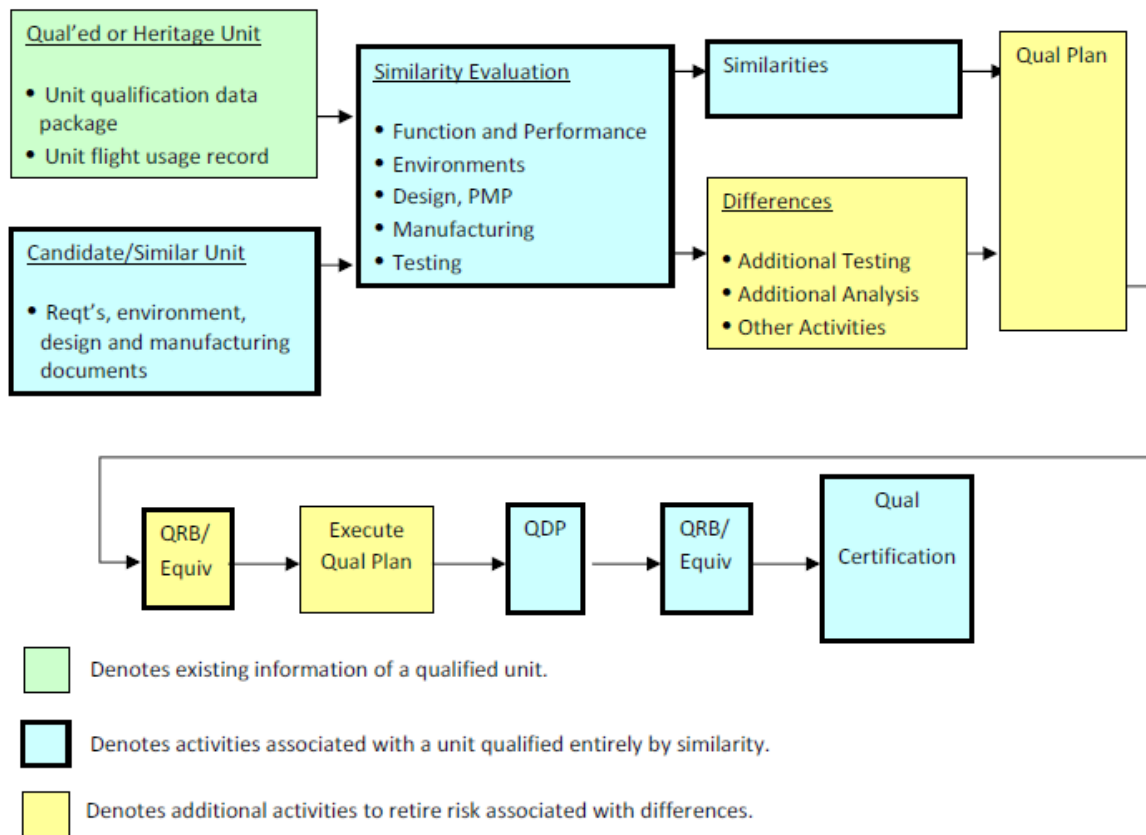 Qual'ed or Heritage Unit
• Unit qualification data
package
• Unit flight usage record
Candidate/Similar Unit
• Reqt's, environment,
design and manufacturing
documents
Similarity Evaluation
• Function and Performance
• Environments
• Design, PMP
• Manufacturing
• Testing
Similarities
Differences
• Additional Testing
• Additional Analysis
• Other Activities
Qual Plan
QRB/
Equiv
Execute
Qual Plan
QDP
QRB/
Equiv
Qual
Certification
Denotes existing information of a qualified unit.
Denotes activities associated with a unit qualified entirely by similarity.
Denotes additional activities to retire risk associated with differences.